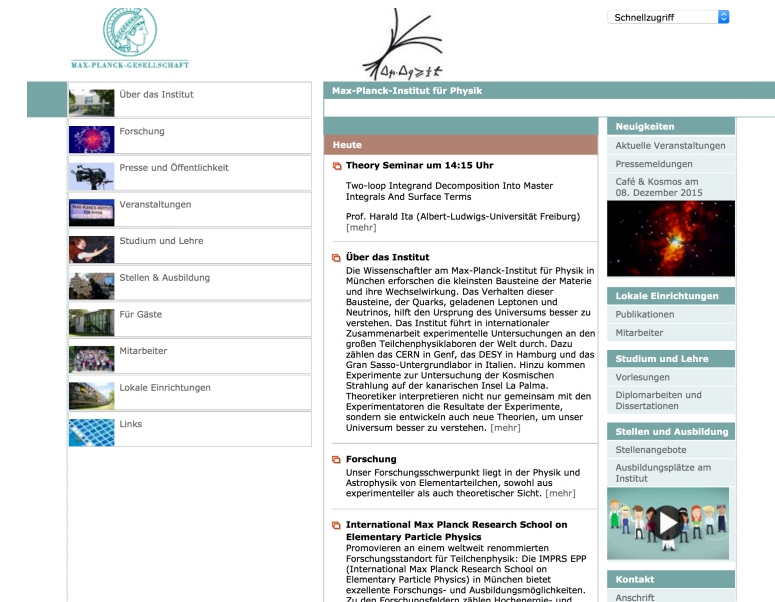 MAX-PLANCK-GESELLSCHAFT
Δp·Δq≥½ℏ
Schnellzugriff
Über das Institut
Forschung
Presse und Öffentlichkeit
Veranstaltungen
Studium und Lehre
Stellen & Ausbildung
Für Gäste
Mitarbeiter
Lokale Einrichtungen
Links
Max-Planck-Institut für Physik
Heute
Theory Seminar um 14:15 Uhr
Two-loop Integrand Decomposition Into Master
Integrals And Surface Terms
Prof. Harald Ita (Albert-Ludwigs-Universität Freiburg)
[mehr]
Über das Institut
Die Wissenschaftler am Max-Planck-Institut für Physik in
München erforschen die kleinsten Bausteine der Materie
und ihre Wechselwirkung. Das Verhalten dieser
Bausteine, der Quarks, geladenen Leptonen und
Neutrinos, hilft den Ursprung des Universums besser zu
verstehen. Das Institut führt in internationaler
Zusammenarbeit experimentelle Untersuchungen an den
großen Teilchenphysiklaboren der Welt durch. Dazu
zählen das CERN in Genf, das DESY in Hamburg und das
Gran Sasso-Untergrundlabor in Italien. Hinzu kommen
Experimente zur Untersuchung der Kosmischen
Strahlung auf der kanarischen Insel La Palma.
Theoretiker interpretieren nicht nur gemeinsam mit den
Experimentatoren die Resultate der Experimente,
sondern sie entwickeln auch neue Theorien, um unser
Universum besser zu verstehen. [mehr]
Forschung
Unser Forschungsschwerpunkt liegt in der Physik und
Astrophysik von Elementarteilchen, sowohl aus
experimenteller als auch theoretischer Sicht. [mehr]
International Max Planck Research School on
Elementary Particle Physics
Promovieren an einem weltweit renommierten
Forschungsstandort für Teilchenphysik: Die IMPRS EPP
(International Max Planck Research School on
Elementary Particle Physics) in München bietet
exzellente Forschungs- und Ausbildungsmöglichkeiten.
Zu den Forschungsfeldern zählen Hochenergie- und
Neuigkeiten
Aktuelle Veranstaltungen
Pressemeldungen
Café & Kosmos am
08. Dezember 2015
Lokale Einrichtungen
Publikationen
Mitarbeiter
Studium und Lehre
Vorlesungen
Diplomarbeiten und
Dissertationen
Stellen und Ausbildung
Stellenangebote
Ausbildungsplätze am
Institut
Kontakt
Anschrift